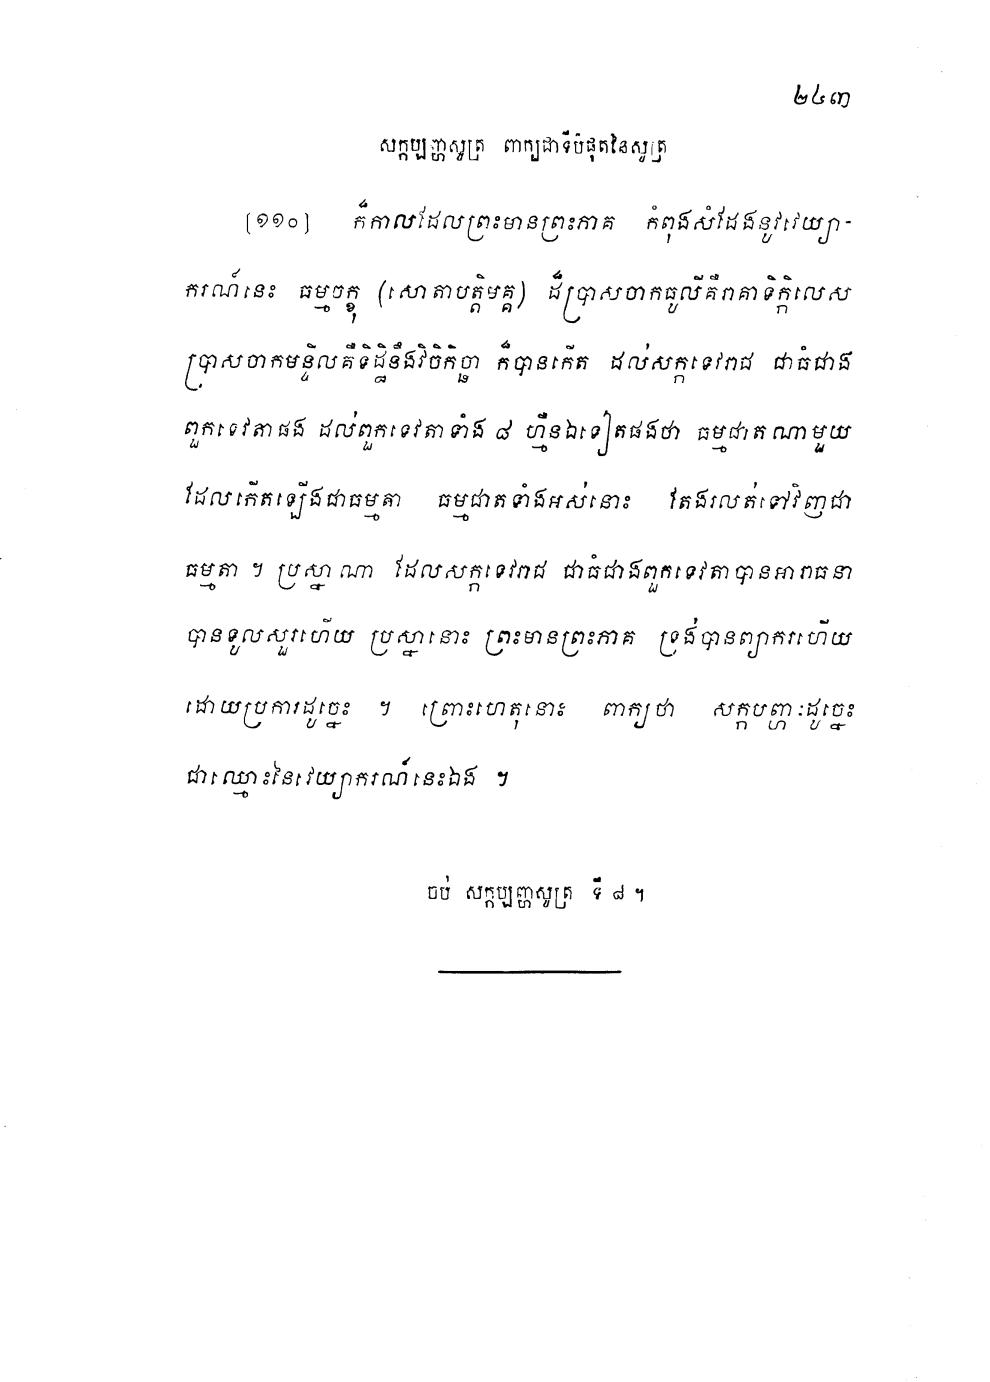 ២៤៣
សក្កប្បញ្ហសូត្រ ពាក្យជាទីបំផុតនៃសូត្រ
(១១០) ក៏កាលដែលព្រះមានព្រះភាគ កំពុងសំដែងនូវវេយ្យា-
ករណ៍នេះ ធម្មចក្ខុ (សោតាបត្តិមគ្គ) ដ៏ប្រាសចាកធូលីគឺរាគាទិក្កិលេស
ប្រាសចាកមន្ទិលគឺទិដ្ឋិនឹងវិចិកិច្ឆា ក៏បានកើត ដល់សក្កទេវរាជ ជាធំជាង
ពួកទេវតាផង ដល់ពួកទេវតាទាំង ៨ ហ្មឺនឯទៀតផងថា ធម្មជាតណាមួយ
ដែលកើតឡើងជាធម្មតា ធម្មជាតទាំងអស់នោះ តែងរលត់ទៅវិញជា
ធម្មតា ។ ប្រស្នាណា ដែលសក្កទេវរាជ ជាធំជាងពួកទេវតាបានអារាធនា
បានទូលសួរហើយ ប្រស្នានោះ ព្រះមានព្រះភាគ ទ្រង់បានព្យាករហើយ
ដោយប្រការដូច្នេះ ។ ព្រោះហេតុនោះ ពាក្យថា សក្កបញ្ហៈដូច្នេះ
ជាឈ្មោះនៃវេយ្យាករណ៍នេះឯង ។
ចប់ សក្កប្បញ្ហសូត្រ ទី ៨ ។